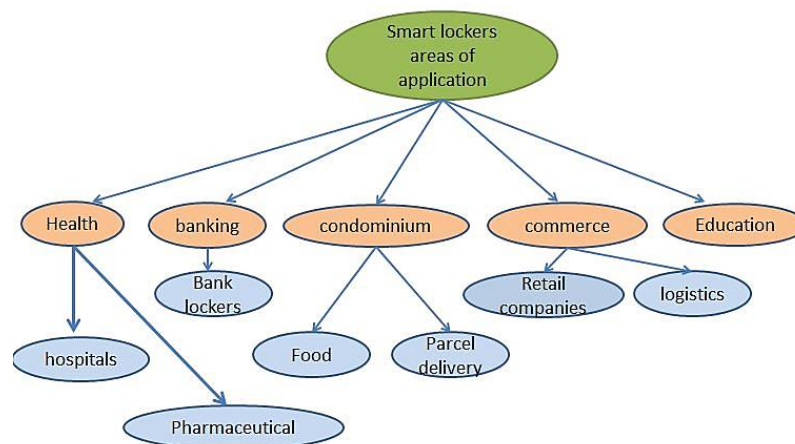 Smart lockers
areas of
application
Health
banking
condominium
commerce
Education
Bank
lockers
Retail
companies
logistics
hospitals
Food
Parcel
delivery
Pharmaceutical